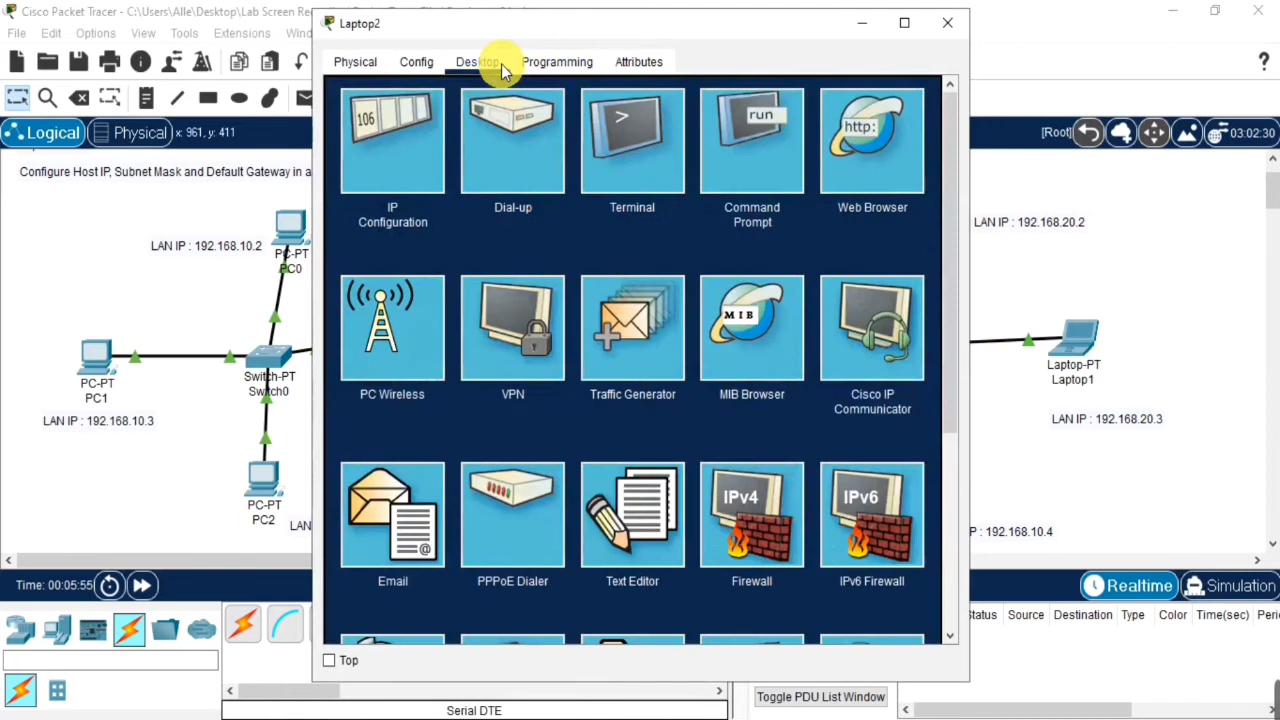 Cisco Packet Tracer - C:\Users\Alle\Desktop\Lab Screen Re
Laptop2
File Edit Options View Tools Extensions Wind
Physical Config Desktop Programming Attributes
Logical Physical x: 961, y: 411
[Root] 03:02:30
Configure Host IP, Subnet Mask and Default Gateway in a
106
run
http:
IP Configuration
Dial-up
Terminal
Command Prompt
Web Browser
LAN IP : 192.168.10.2
PC-PT
PC0
N IP : 192.168.20.2
MIB
PC Wireless
VPN
Traffic Generator
MIB Browser
Cisco IP Communicator
PC-PT
PC1
LAN IP : 192.168.10.3
Switch-PT
Switch0
Laptop-PT
Laptop1
LAN IP : 192.168.20.3
IPv4
IPv6
@
Email
PPPoE Dialer
Text Editor
Firewall
IPv6 Firewall
PC-PT
PC2
LAN
P : 192.168.10.4
Time: 00:05:55
Realtime Simulation
Status Source Destination Type Color Time(sec) Peri
Top
Toggle PDU List Window
Serial DTE